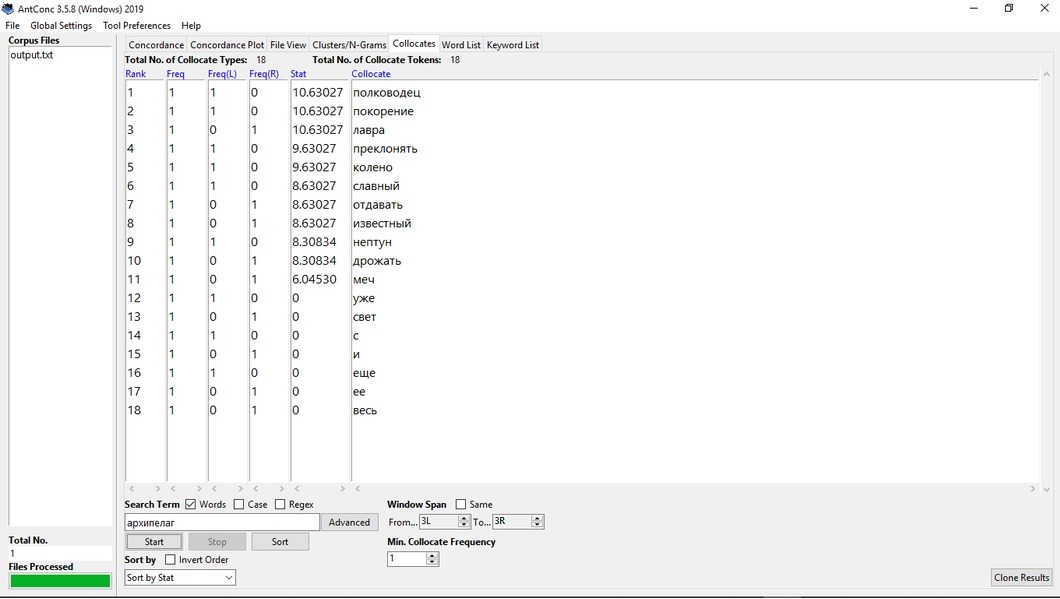 AntConc 3.5.8 (Windows) 2019
File Global Settings Tool Preferences Help
Corpus Files
output.txt
Concordance Concordance Plot File View Clusters/N-Grams Collocates Word List Keyword List
Total No. of Collocate Types: 18 Total No. of Collocate Tokens: 18
Rank Freq Freq(L) Freq(R) Stat Collocate
1 1 1 0 10.63027 полководец
2 1 1 0 10.63027 покорение
3 1 0 1 10.63027 лавра
4 1 1 0 9.63027 преклонять
5 1 1 0 9.63027 колено
6 1 1 0 8.63027 славный
7 1 0 1 8.63027 отдавать
8 1 0 1 8.63027 известный
9 1 1 0 8.30834 нептун
10 1 0 1 8.30834 дрожать
11 1 0 1 6.04530 меч
12 1 1 0 0 уже
13 1 0 1 0 свет
14 1 1 0 0 с
15 1 0 1 0 и
16 1 1 0 0 еще
17 1 0 1 0 ее
18 1 0 1 0 весь
Search Term Words Case Regex Window Span Same
архипелаг Advanced From... 3L To... 3R
Start Stop Sort Min. Collocate Frequency
Total No.
1
Sort by Invert Order 1
Files Processed
Sort by Stat Clone Results